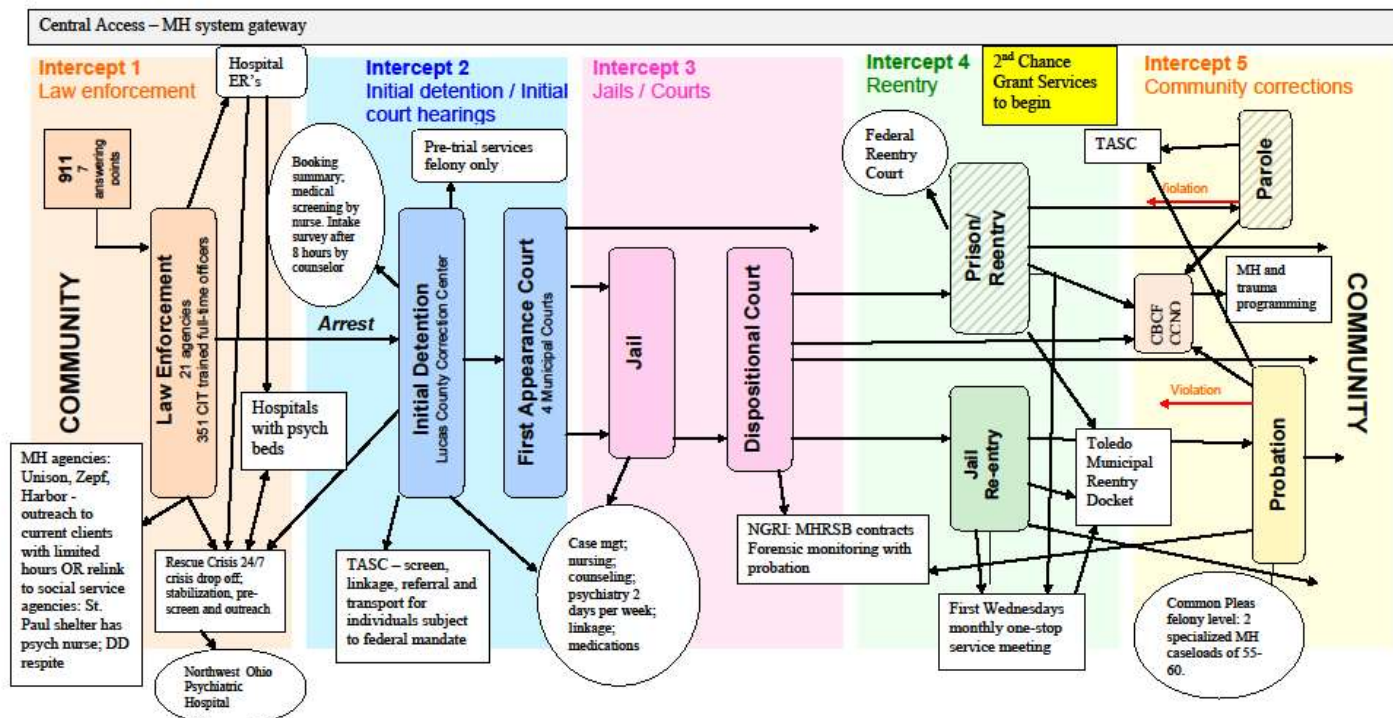 Central Access – MH system gateway
Intercept 1
Law enforcement
Hospital
ER's
Intercept 2
Initial detention / Initial
court hearings
Intercept 3
Jails / Courts
Intercept 4
Reentry
2nd Chance
Grant Services
to begin
Intercept 5
Community corrections
911
7
answering
points
COMMUNITY
Law Enforcement
21 agencies
351 CIT trained full-time officers
MH agencies:
Unison, Zepf,
Harbor -
outreach to
current clients
with limited
hours OR relink
to social service
agencies: St.
Paul shelter has
psych nurse; DD
respite
Hospitals
with psych
beds
Rescue Crisis 24/7
crisis drop off;
stabilization, pre-
screen and outreach
Northwest Ohio
Psychiatric
Hospital
Arrest
Booking
summary;
medical
screening by
nurse. Intake
survey after
8 hours by
counselor
Pre-trial services
felony only
Initial Detention
Lucas County Correction Center
First Appearance Court
4 Municipal Courts
TASC – screen,
linkage, referral and
transport for
individuals subject
to federal mandate
Jail
Case mgt;
nursing;
counseling;
psychiatry 2
days per week;
linkage;
medications
Dispositional Court
NGRI: MHRSB contracts
Forensic monitoring with
probation
Federal
Reentry
Court
Prison/
Reentry
Jail
Re-entry
First Wednesdays
monthly one-stop
service meeting
Toledo
Municipal
Reentry
Docket
TASC
Parole
Violation
CBCF
CCNO
MH and
trauma
programming
Violation
Probation
Common Pleas
felony level: 2
specialized MH
caseloads of 55-
60.
COMMUNITY